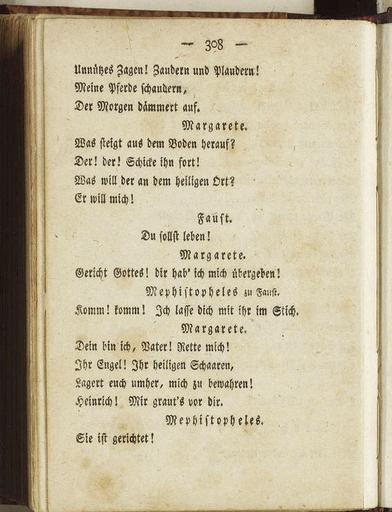 — 308 —
Unnützes Zagen! Zaudern und Plaudern!
Meine Pferde schaudern,
Der Morgen dämmert auf.
Margarete.
Was steigt aus dem Boden herauf?
Der! der! Schicke ihn fort!
Was will der an dem heiligen Ort?
Er will mich!
Faust.
Du sollst leben!
Margarete.
Gericht Gottes! dir hab' ich mich übergeben!
Mephistopheles zu Faust.
Komm! komm! Ich lasse dich mit ihr im Stich.
Margarete.
Dein bin ich, Vater! Rette mich!
Ihr Engel! Ihr heiligen Schaaren,
Lagert euch umher, mich zu bewahren!
Heinrich! Mir graut's vor dir.
Mephistopheles.
Sie ist gerichtet!